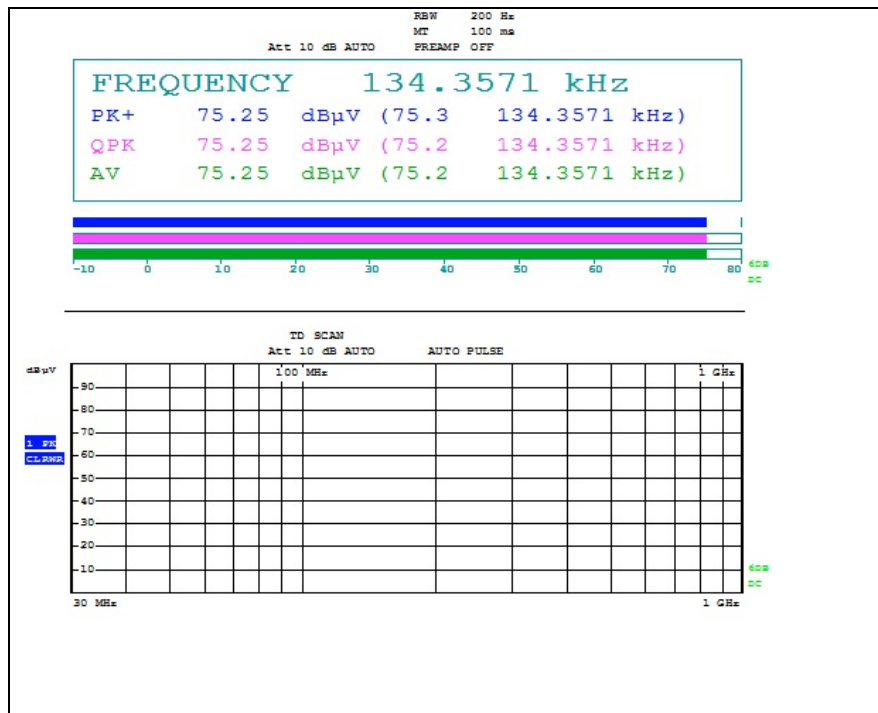 RBW 200 Hz
MT 100 ms
Att 10 dB AUTO PREAMP OFF
FREQUENCY 134.3571 kHz
PK+ 75.25 dBµV (75.3 134.3571 kHz)
QPK 75.25 dBµV (75.2 134.3571 kHz)
AV 75.25 dBµV (75.2 134.3571 kHz)
-10 0 10 20 30 40 50 60 70 80
6DB
DC
TD SCAN
Att 10 dB AUTO AUTO PULSE
dBµV
100 MHz 1 GHz
90
80
70
1 PK
CLRWR
60
50
40
30
20
10
6DB
DC
30 MHz 1 GHz